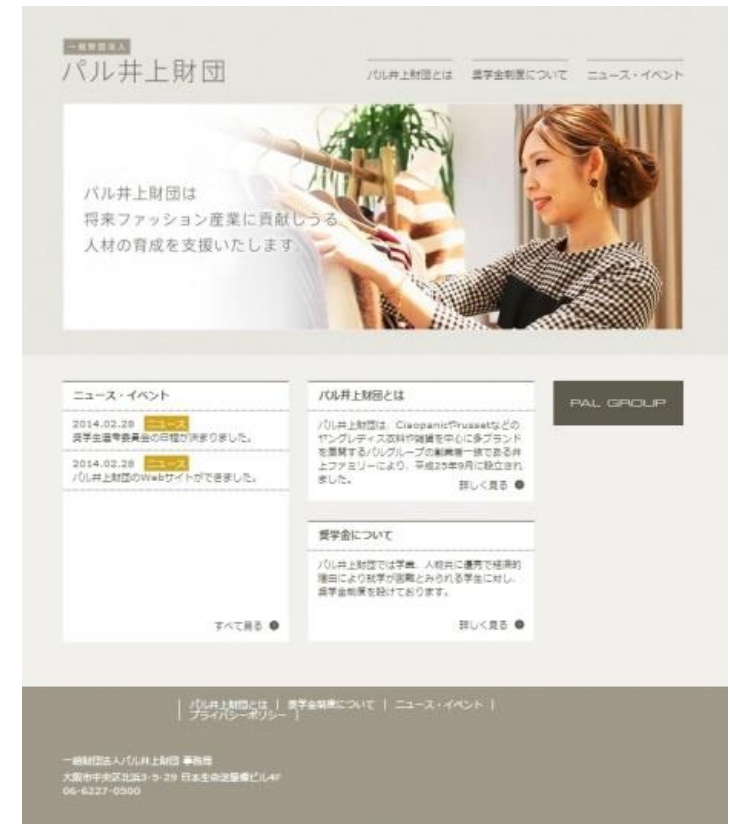 一般財団法人
パル井上財団
パル井上財団とは 奨学金制度について ニュース・イベント
パル井上財団は
将来ファッション産業に貢献しうる
人材の育成を支援いたします。
ニュース・イベント
2014.02.28 ニュース
奨学生選考委員会の日程が決まりました。
2014.02.28 ニュース
パル井上財団のWebサイトができました。
すべて見る
パル井上財団とは
パル井上財団は、Ciaopanicやrussetなどの
ヤングレディス衣料や雑貨を中心に多ブランド
を展開するパルグループの創業者一族である井
上ファミリーにより、平成25年9月に設立され
ました。
詳しく見る
奨学金について
パル井上財団では学業、人物共に優秀で経済的
理由により就学が困難とみられる学生に対し、
奨学金制度を設けております。
詳しく見る
PAL GROUP
| パル井上財団とは | 奨学金制度について | ニュース・イベント |
| プライバシーポリシー |
一般財団法人パル井上財団 事務局
大阪市中央区北浜3-5-29 日本生命淀屋橋ビル4F
06-6227-0500